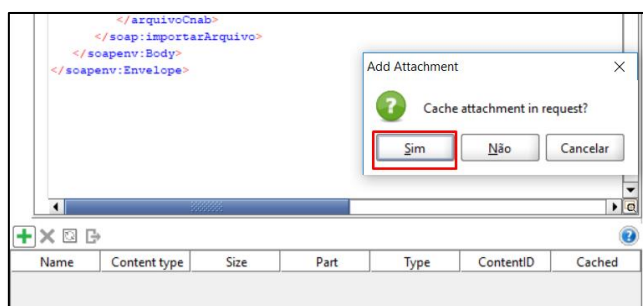 </arquivoCnab>
</soap:importarArquivo>
</soapenv:Body>
</soapenv:Envelope>
Add Attachment
Cache attachment in request?
Sim Não Cancelar
Name Content type Size Part Type ContentID Cached